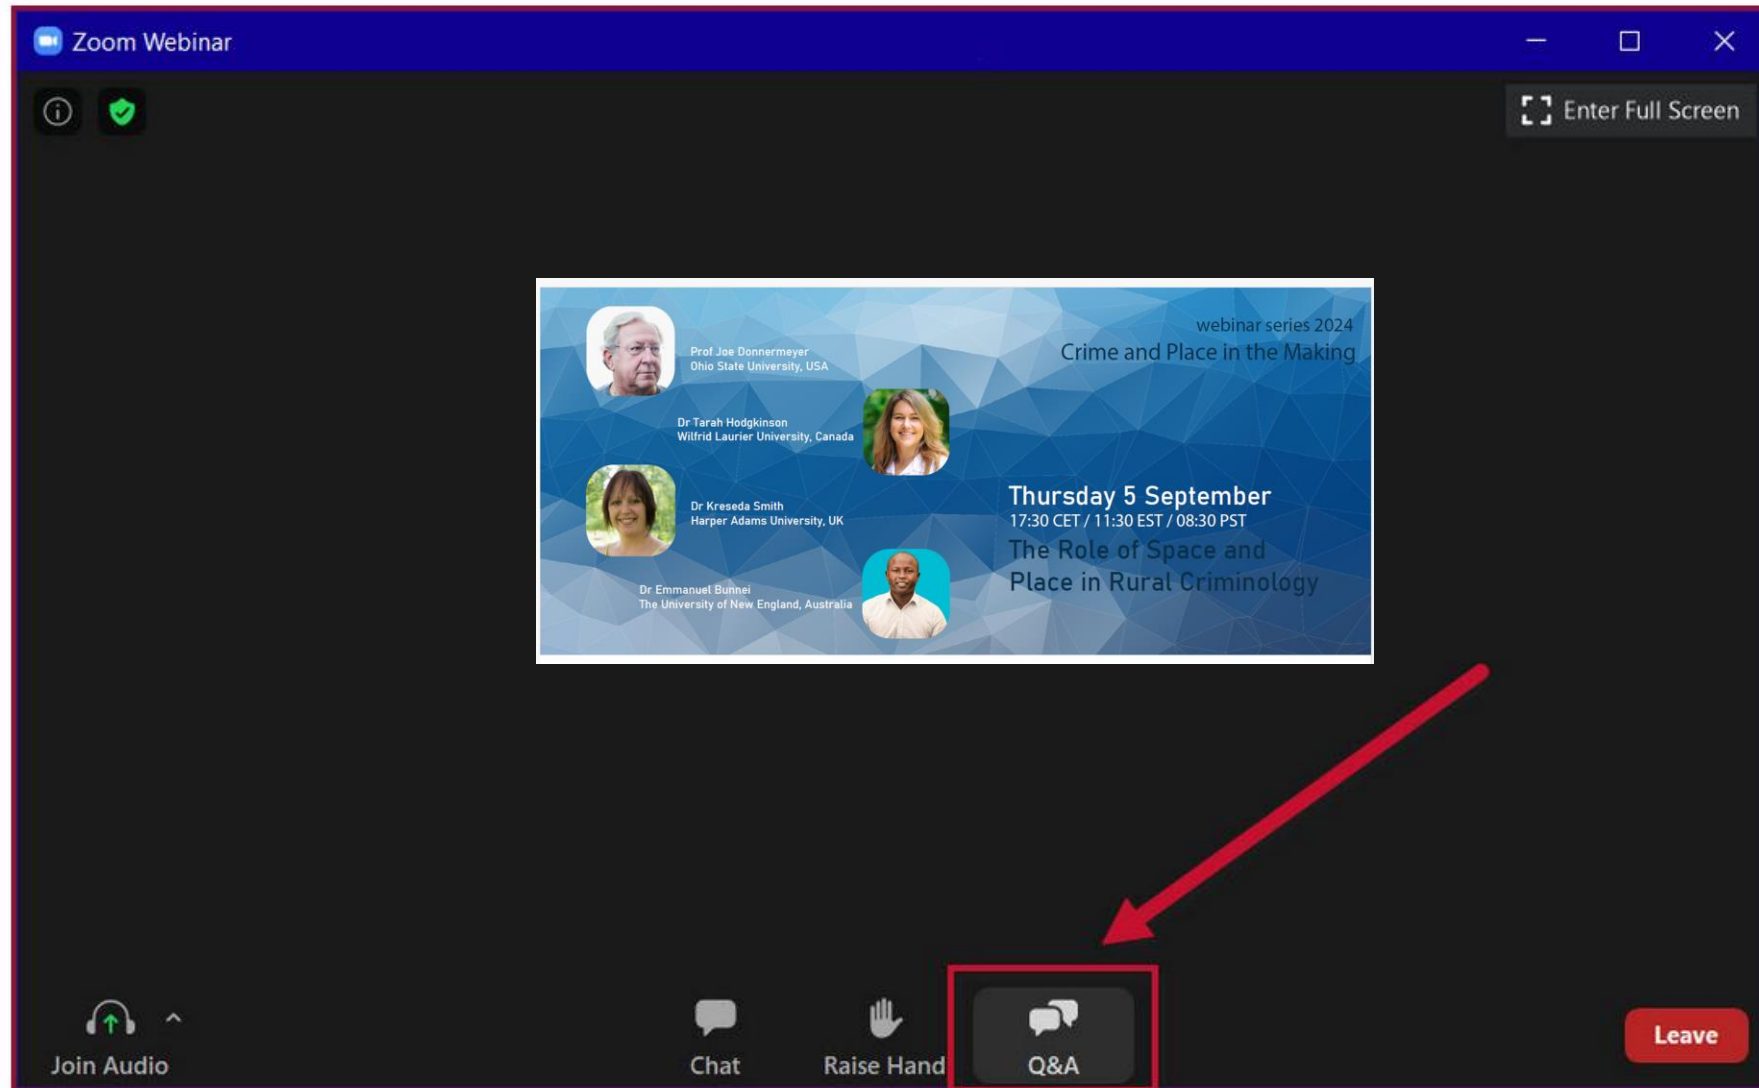 Zoom Webinar
Enter Full Screen
webinar series 2024
Crime and Place in the Making
Prof Joe Donnermeyer
Ohio State University, USA
Dr Tarah Hodgkinson
Wilfrid Laurier University, Canada
Dr Kreseda Smith
Harper Adams University, UK
Dr Emmanuel Bunnei
The University of New England, Australia
Thursday 5 September
17:30 CET / 11:30 EST / 08:30 PST
The Role of Space and
Place in Rural Criminology
Join Audio
Chat
Raise Hand
Q&A
Leave